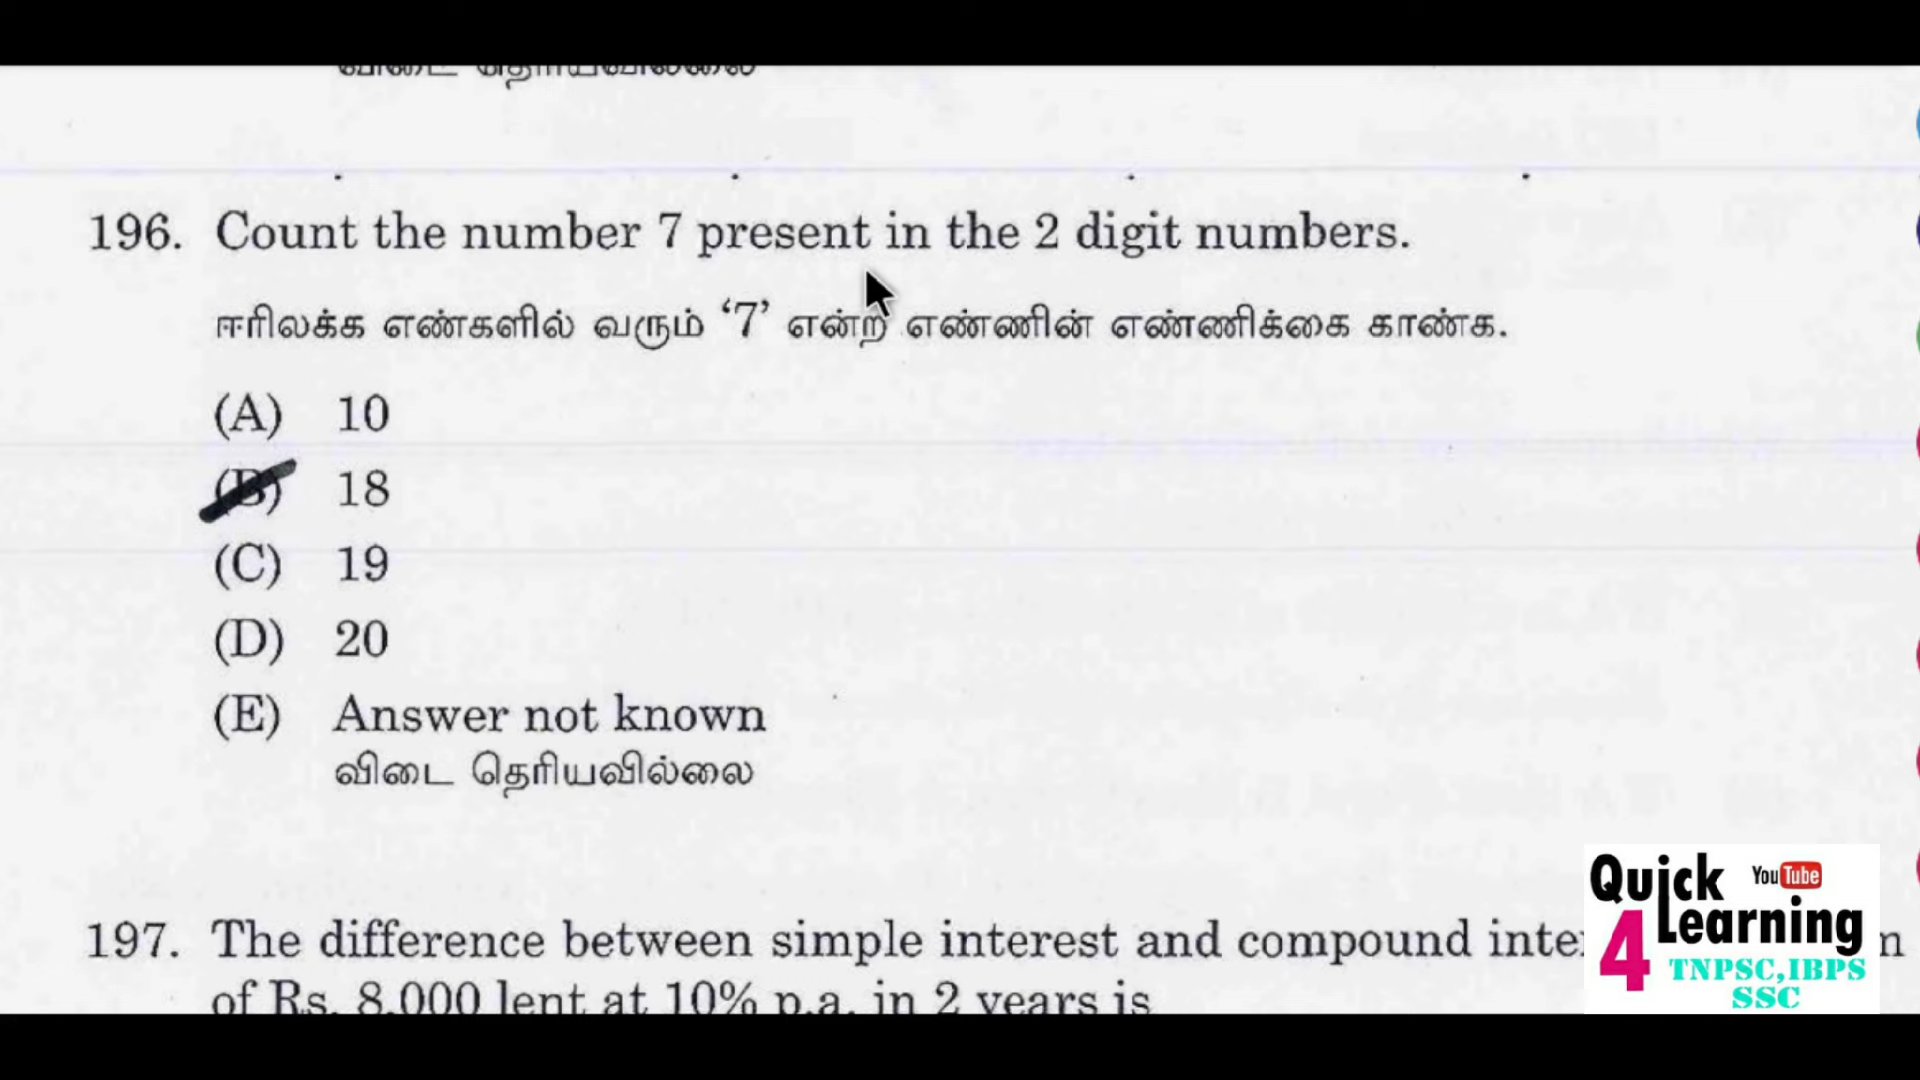 விடை தெரியவில்லை
196. Count the number 7 present in the 2 digit numbers.
ஈரிலக்க எண்களில் வரும் ‘7’ என்ற எண்ணின் எண்ணிக்கை காண்க.
(A) 10
(B) 18
(C) 19
(D) 20
(E) Answer not known
விடை தெரியவில்லை
197. The difference between simple interest and compound
of Rs. 8,000 lent at 10% p.a. in 2 years is
Quick YouTube
4 Learning
TNPSC,IBPS
SSC